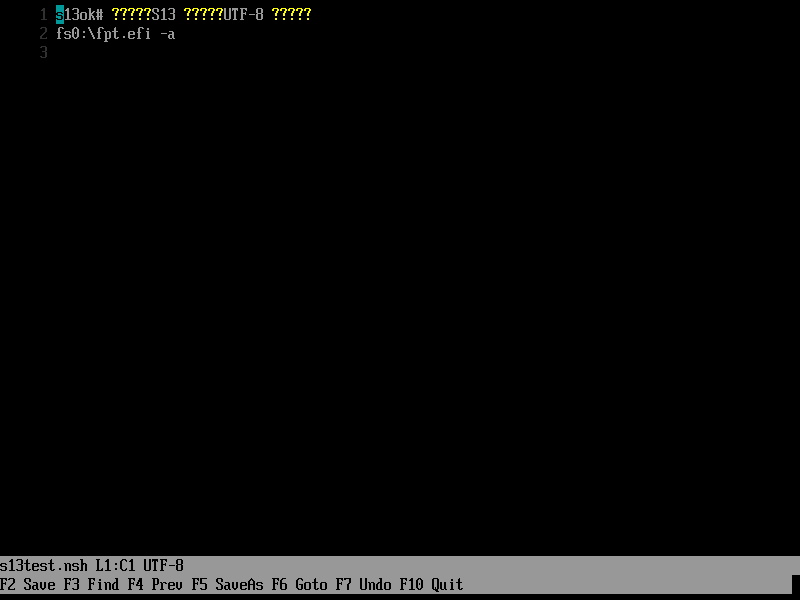 1 s13ok# ?????S13 ?????UTF-8 ?????
2 fs0:\fpt.efi -a
3
s13test.nsh L1:C1 UTF-8
F2 Save F3 Find F4 Prev F5 SaveAs F6 Goto F7 Undo F10 Quit